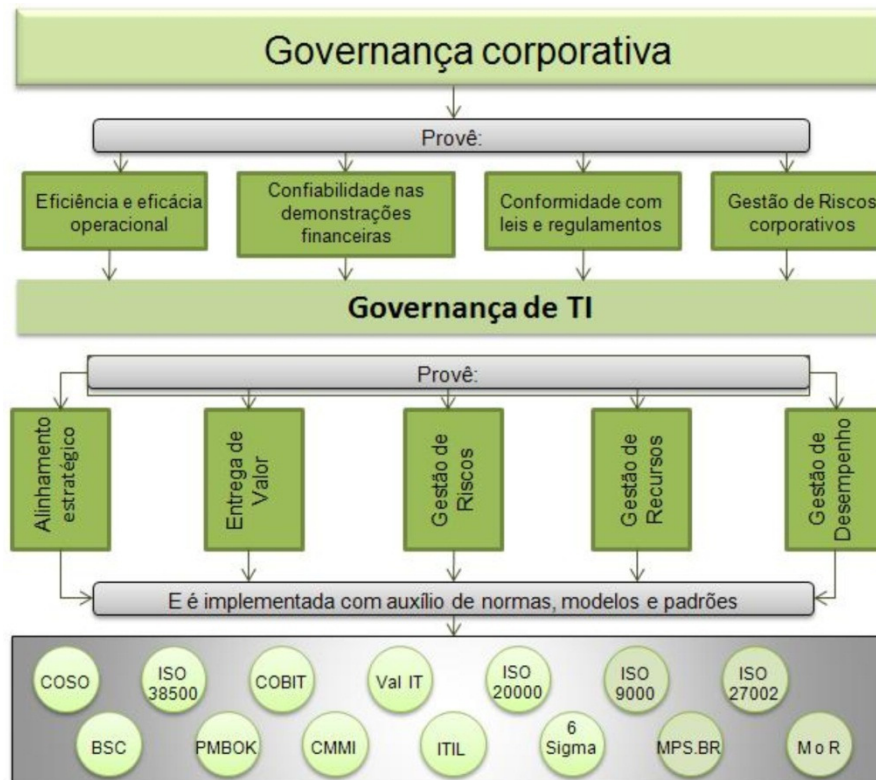 Governança corporativa
Provê:
Eficiência e eficácia
operacional
Confiabilidade nas
demonstrações
financeiras
Conformidade com
leis e regulamentos
Gestão de Riscos
corporativos
Governança de TI
Provê:
Alinhamento
estratégico
Entrega de
Valor
Gestão de
Riscos
Gestão de
Recursos
Gestão de
Desempenho
E é implementada com auxílio de normas, modelos e padrões
COSO
ISO
38500
COBIT
Val IT
ISO
20000
ISO
9000
ISO
27002
BSC
PMBOK
CMMI
ITIL
6
Sigma
MPS.BR
M o R